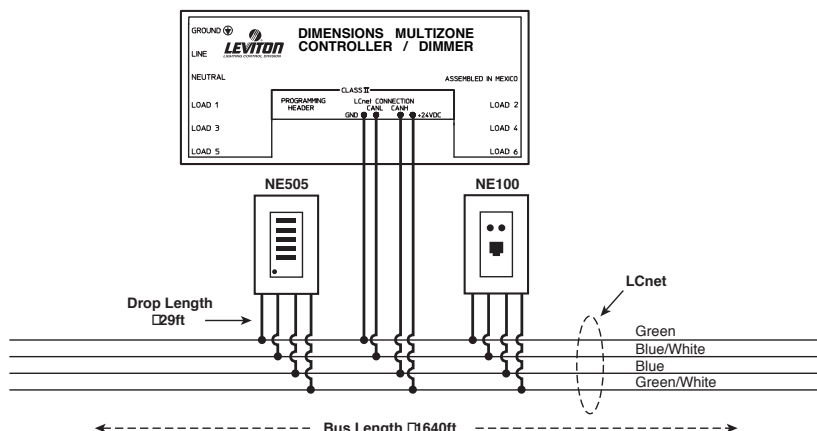 GROUND
LINE
NEUTRAL
LOAD 1
LOAD 3
LOAD 5
LEVITON
LIGHTING CONTROL DIVISION
DIMENSIONS MULTIZONE
CONTROLLER / DIMMER
ASSEMBLED IN MEXICO
CLASS II
PROGRAMMING
HEADER
LCnet CONNECTION
CANL CANH
GND +24VDC
LOAD 2
LOAD 4
LOAD 6
NE505
NE100
Drop Length
□29ft
LCnet
Green
Blue/White
Blue
Green/White
Bus Length □1640ft